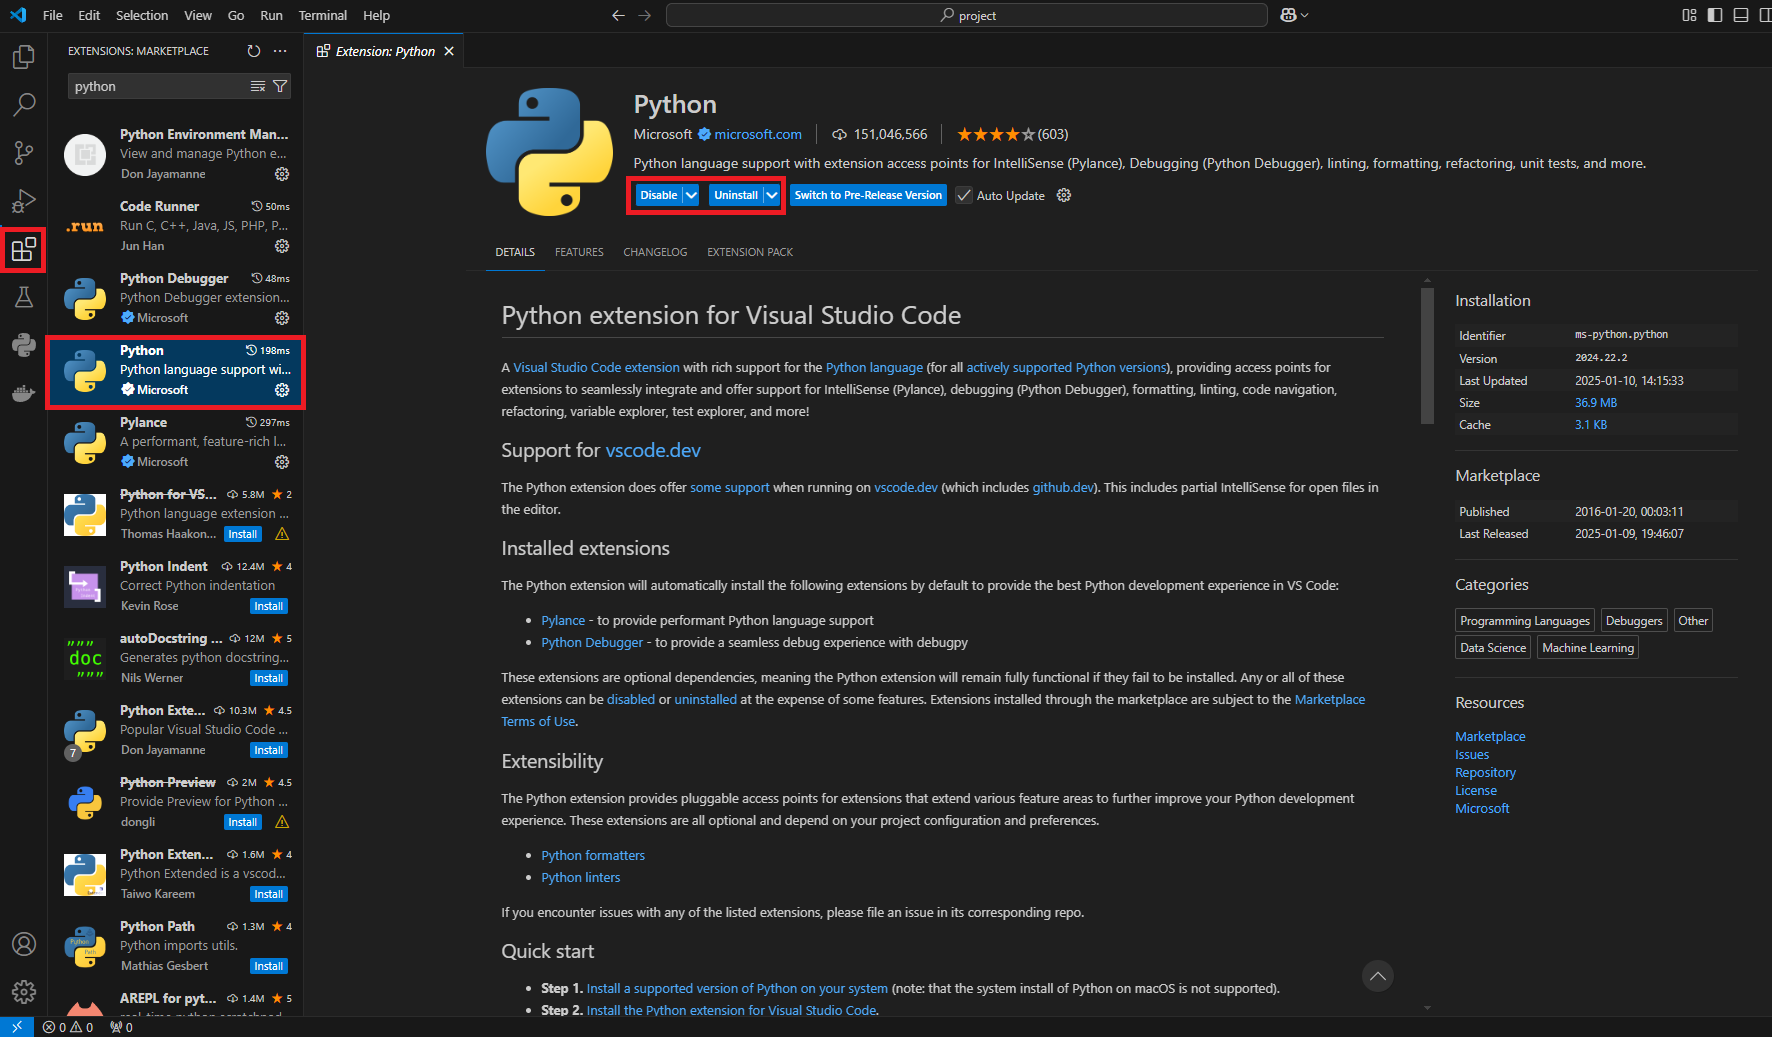 File Edit Selection View Go Run Terminal Help
project
EXTENSIONS: MARKETPLACE
python
Python Environment Man...
View and manage Python e...
Don Jayamanne
Code Runner 50ms
.run
Run C, C++, Java, JS, PHP, P...
Jun Han
Python Debugger 48ms
Python Debugger extension...
Microsoft
Python 198ms
Python language support wi...
Microsoft
Pylance 297ms
A performant, feature-rich l...
Microsoft
Python for VS... 5.8M 2
Python language extension ...
Thomas Haakon... Install
Python Indent 12.4M 4
Correct Python indentation
Kevin Rose Install
autoDocstring ... 12M 5
"""
doc
"""
Generates python docstring...
Nils Werner Install
Python Exte... 10.3M 4.5
Popular Visual Studio Code ...
7
Don Jayamanne Install
Python Preview 2M 4.5
Provide Preview for Python ...
dongli Install
Python Exten... 1.6M 4
Python Extended is a vscod...
Taiwo Kareem Install
Python Path 1.3M 4
Python imports utils.
Mathias Gesbert Install
AREPL for pyt... 1.4M 5
0 0 0
Extension: Python
Python
Microsoft microsoft.com 151,046,566 (603)
Python language support with extension access points for IntelliSense (Pylance), Debugging (Python Debugger), linting, formatting, refactoring, unit tests, and more.
Disable Uninstall Switch to Pre-Release Version Auto Update
DETAILS FEATURES CHANGELOG EXTENSION PACK
Python extension for Visual Studio Code
A Visual Studio Code extension with rich support for the Python language (for all actively supported Python versions), providing access points for
extensions to seamlessly integrate and offer support for IntelliSense (Pylance), debugging (Python Debugger), formatting, linting, code navigation,
refactoring, variable explorer, test explorer, and more!
Support for vscode.dev
The Python extension does offer some support when running on vscode.dev (which includes github.dev). This includes partial IntelliSense for open files in
the editor.
Installed extensions
The Python extension will automatically install the following extensions by default to provide the best Python development experience in VS Code:
• Pylance - to provide performant Python language support
• Python Debugger - to provide a seamless debug experience with debugpy
These extensions are optional dependencies, meaning the Python extension will remain fully functional if they fail to be installed. Any or all of these
extensions can be disabled or uninstalled at the expense of some features. Extensions installed through the marketplace are subject to the Marketplace
Terms of Use.
Extensibility
The Python extension provides pluggable access points for extensions that extend various feature areas to further improve your Python development
experience. These extensions are all optional and depend on your project configuration and preferences.
• Python formatters
• Python linters
If you encounter issues with any of the listed extensions, please file an issue in its corresponding repo.
Quick start
• Step 1. Install a supported version of Python on your system (note: that the system install of Python on macOS is not supported).
• Step 2. Install the Python extension for Visual Studio Code.
Installation
Identifier ms-python.python
Version 2024.22.2
Last Updated 2025-01-10, 14:15:33
Size 36.9 MB
Cache 3.1 KB
Marketplace
Published 2016-01-20, 00:03:11
Last Released 2025-01-09, 19:46:07
Categories
Programming Languages Debuggers Other
Data Science Machine Learning
Resources
Marketplace
Issues
Repository
License
Microsoft